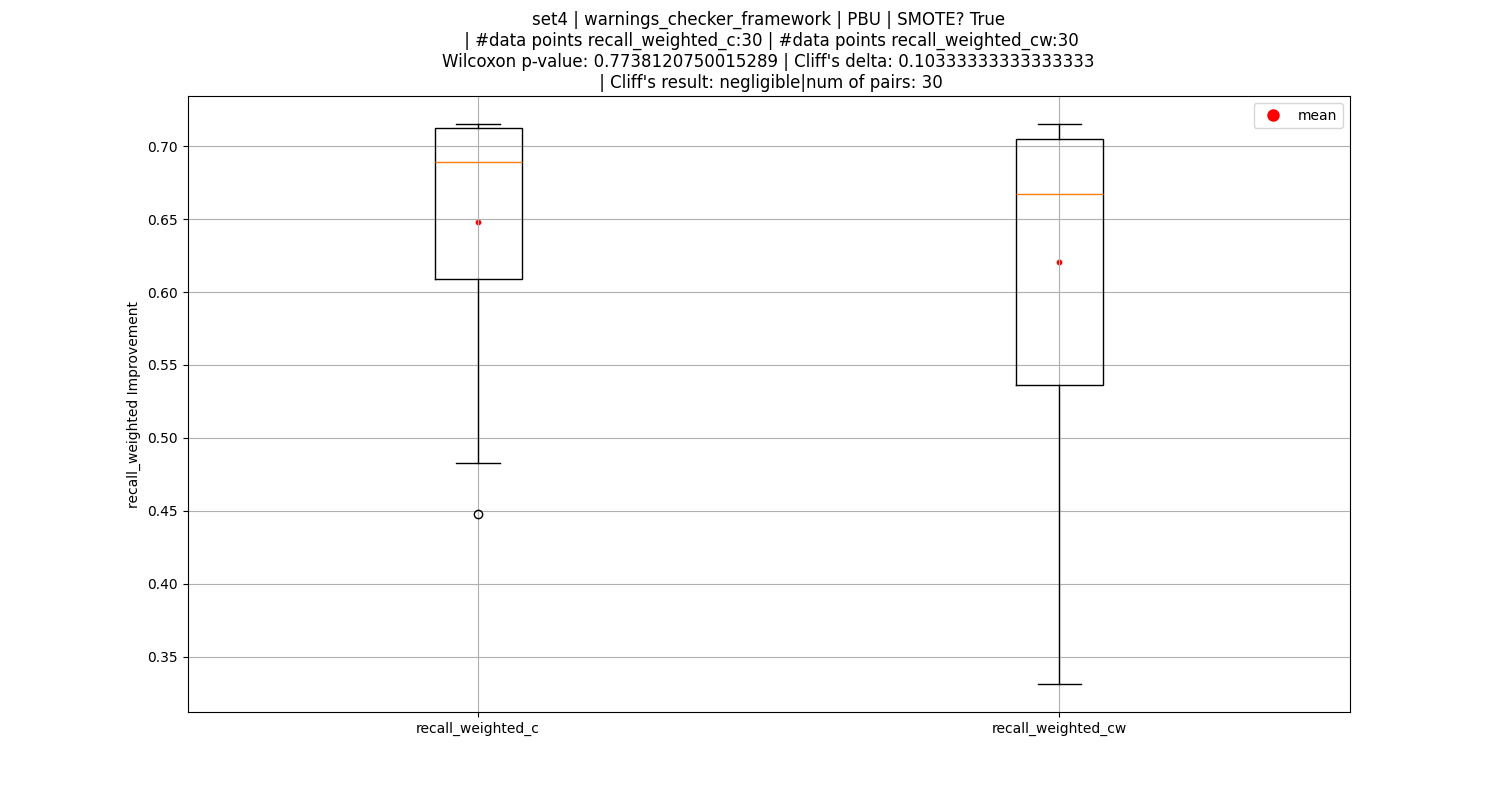 set4 | warnings_checker_framework | PBU | SMOTE? True
| #data points recall_weighted_c:30 | #data points recall_weighted_cw:30
Wilcoxon p-value: 0.7738120750015289 | Cliff's delta: 0.10333333333333333
| Cliff's result: negligible|num of pairs: 30
mean
0.70
0.65
0.60
0.55
0.50
0.45
0.40
0.35
recall_weighted Improvement
recall_weighted_c
recall_weighted_cw